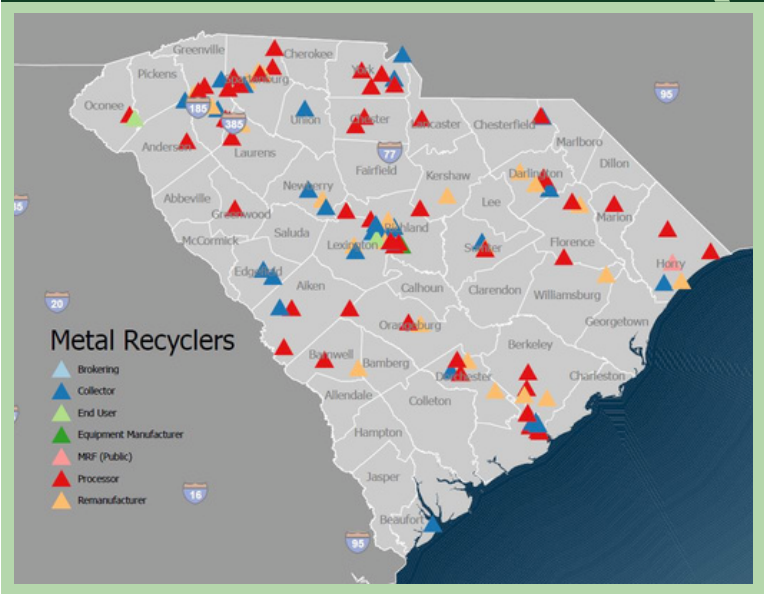 Greenville
Cherokee
Pickens
Spartanburg
York
Oconee
185
Union
Chester
Lancaster
Chesterfield
95
385
Marlboro
Anderson
Laurens
77
Dillon
Fairfield
Kershaw
Darlington
Newberry
Abbeville
Lee
Greenwood
Marion
Saluda
Richland
McCormick
Lexington
Sumter
Florence
Horry
Edgefield
Aiken
Calhoun
Clarendon
Williamsburg
20
Georgetown
Orangeburg
Metal Recyclers
Berkeley
Barnwell
Bamberg
Brokering
Dorchester
Charleston
Collector
Allendale
Colleton
End User
Equipment Manufacturer
Hampton
MRF (Public)
Processor
Jasper
Remanufacturer
16
Beaufort
95